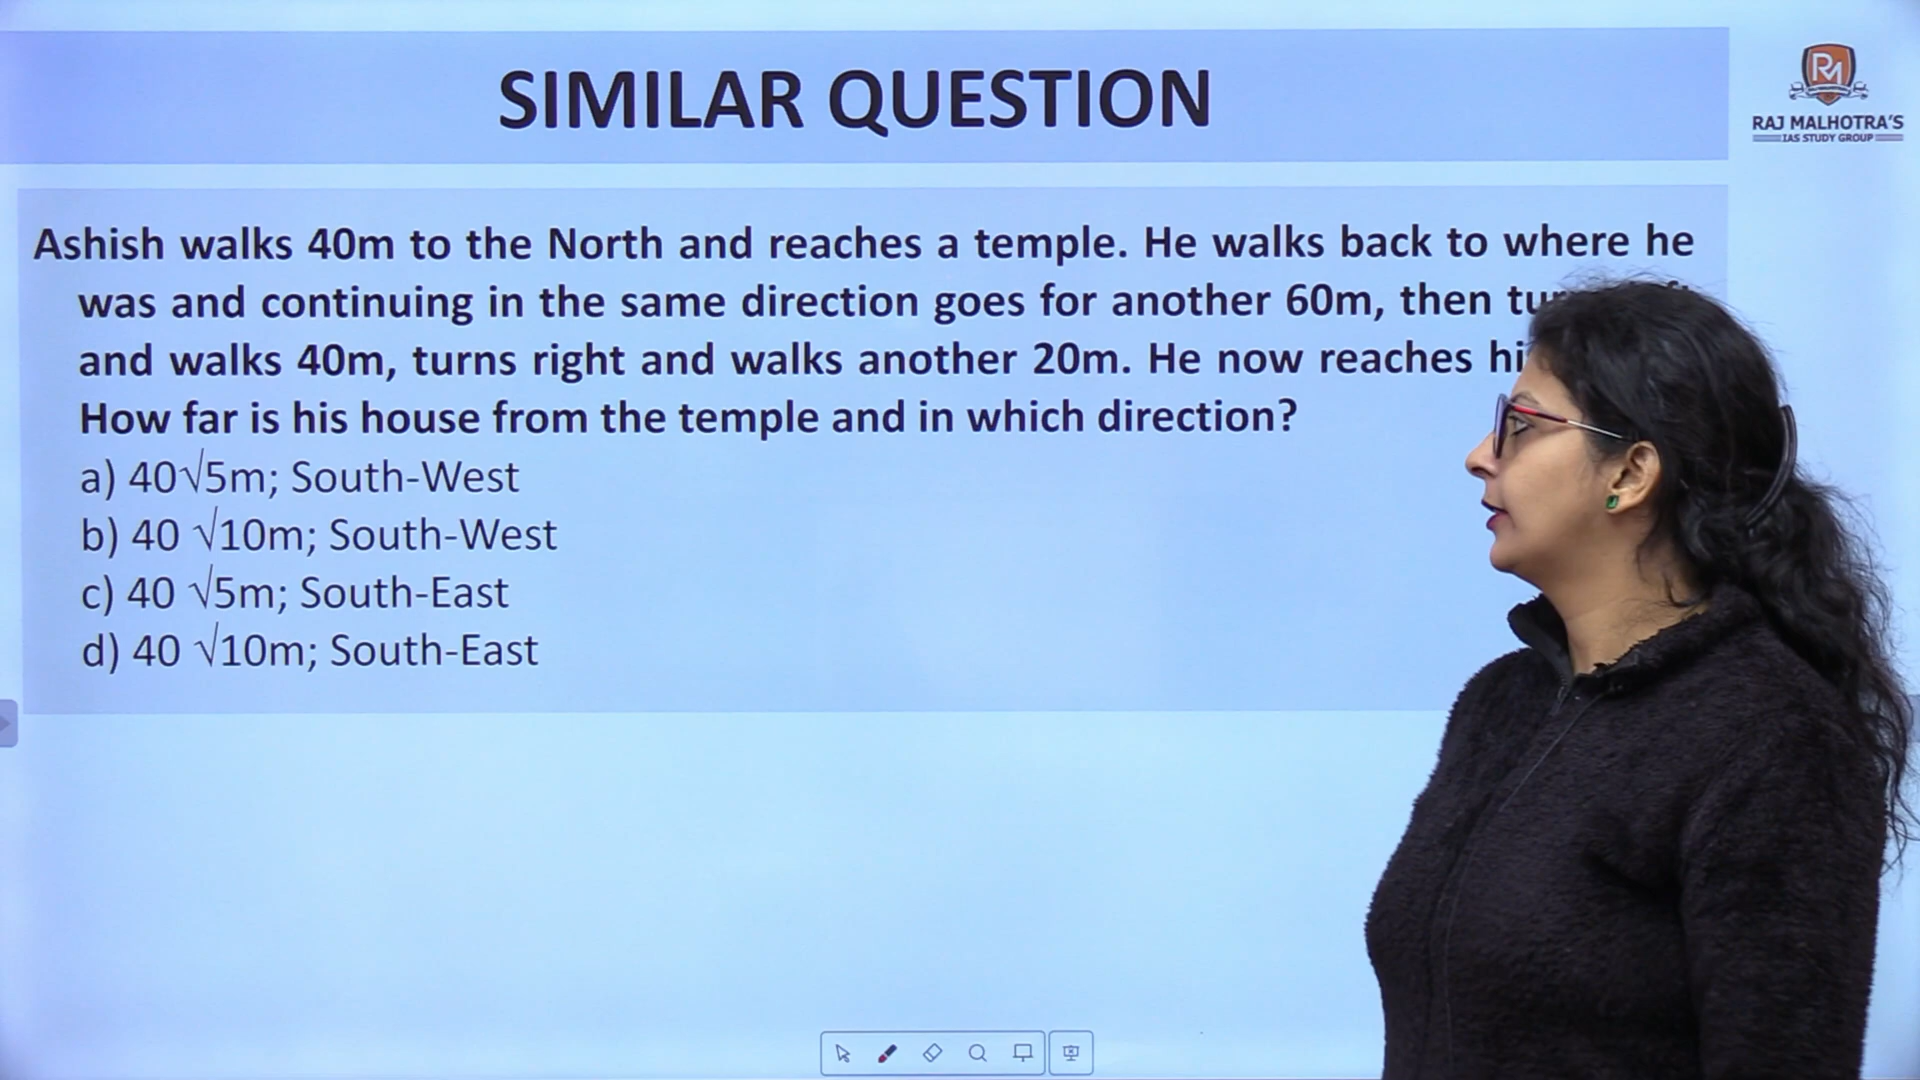 SIMILAR QUESTION
RAJ MALHOTRA'S
IAS STUDY GROUP
Ashish walks 40m to the North and reaches a temple. He walks back to where he
was and continuing in the same direction goes for another 60m, then
and walks 40m, turns right and walks another 20m. He now reaches
How far is his house from the temple and in which direction?
a) 40√5m; South-West
b) 40 √10m; South-West
c) 40 √5m; South-East
d) 40 √10m; South-East